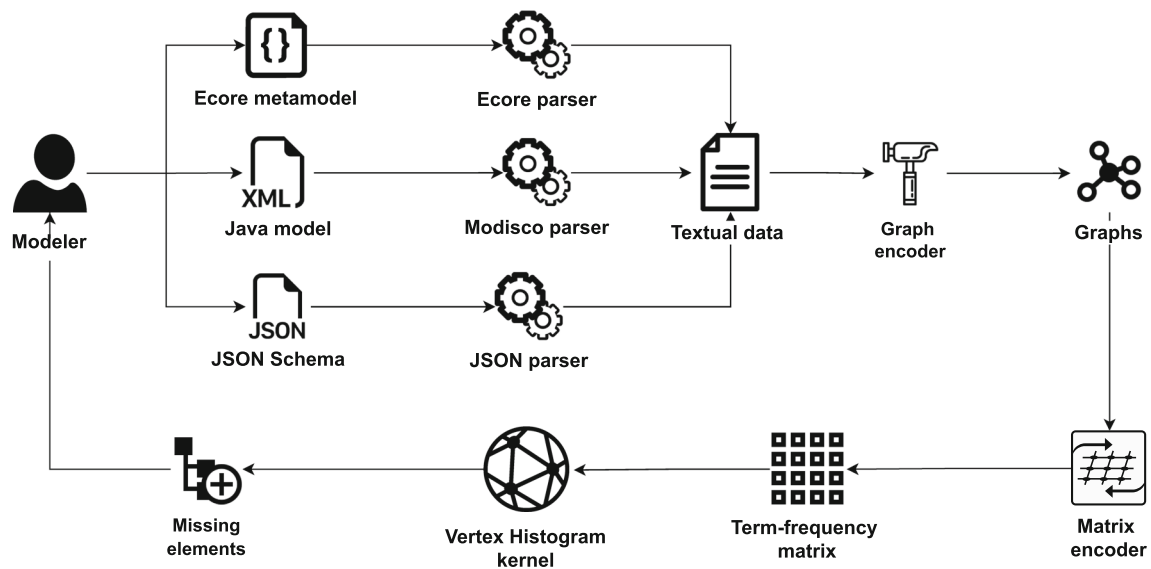 {}
Ecore metamodel
Ecore parser
XML
Modeler
Java model
Modisco parser
Textual data
Graph
encoder
Graphs
JSON
JSON Schema
JSON parser
Missing
elements
Vertex Histogram
kernel
Term-frequency
matrix
Matrix
encoder